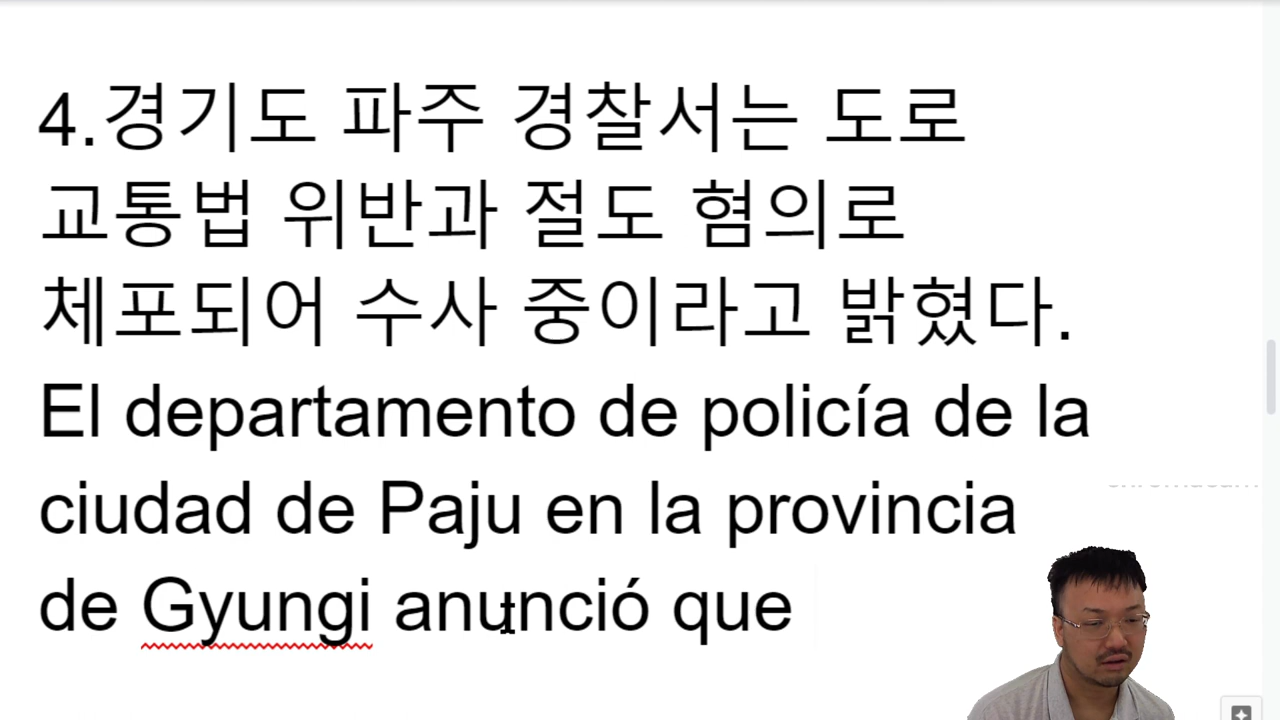 4.경기도 파주 경찰서는 도로
교통법 위반과 절도 혐의로
체포되어 수사 중이라고 밝혔다.
El departamento de policía de la
ciudad de Paju en la provincia
de Gyungi anunció que